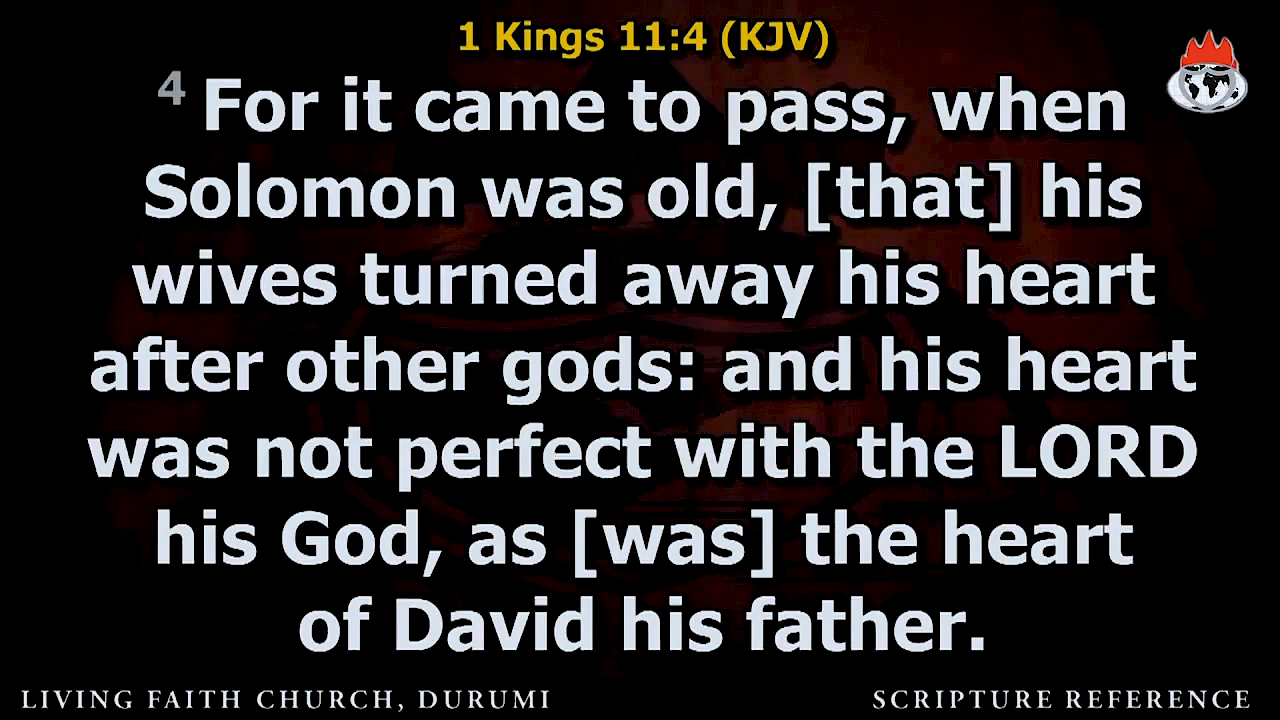 1 Kings 11:4 (KJV)
4 For it came to pass, when
Solomon was old, [that] his
wives turned away his heart
after other gods: and his heart
was not perfect with the LORD
his God, as [was] the heart
of David his father.
LIVING FAITH CHURCH, DURUMI
SCRIPTURE REFERENCE